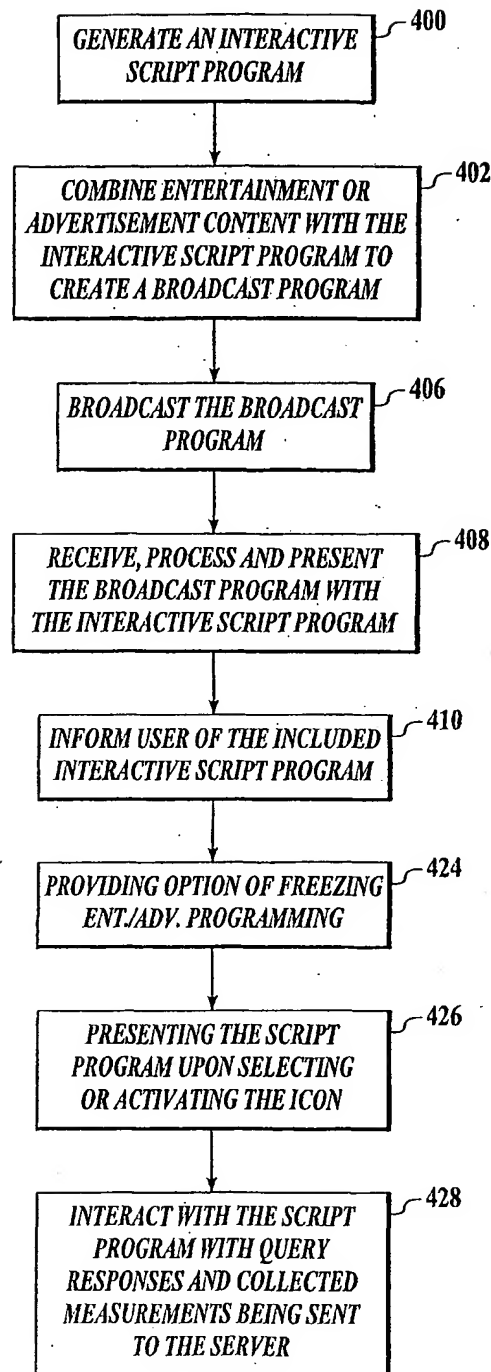 400
GENERATE AN INTERACTIVE
SCRIPT PROGRAM
402
COMBINE ENTERTAINMENT OR
ADVERTISEMENT CONTENT WITH THE
INTERACTIVE SCRIPT PROGRAM TO
CREATE A BROADCAST PROGRAM
406
BROADCAST THE BROADCAST
PROGRAM
408
RECEIVE, PROCESS AND PRESENT
THE BROADCAST PROGRAM WITH
THE INTERACTIVE SCRIPT PROGRAM
410
INFORM USER OF THE INCLUDED
INTERACTIVE SCRIPT PROGRAM
424
PROVIDING OPTION OF FREEZING
ENT./ADV. PROGRAMMING
426
PRESENTING THE SCRIPT
PROGRAM UPON SELECTING
OR ACTIVATING THE ICON
428
INTERACT WITH THE SCRIPT
PROGRAM WITH QUERY
RESPONSES AND COLLECTED
MEASUREMENTS BEING SENT
TO THE SERVER